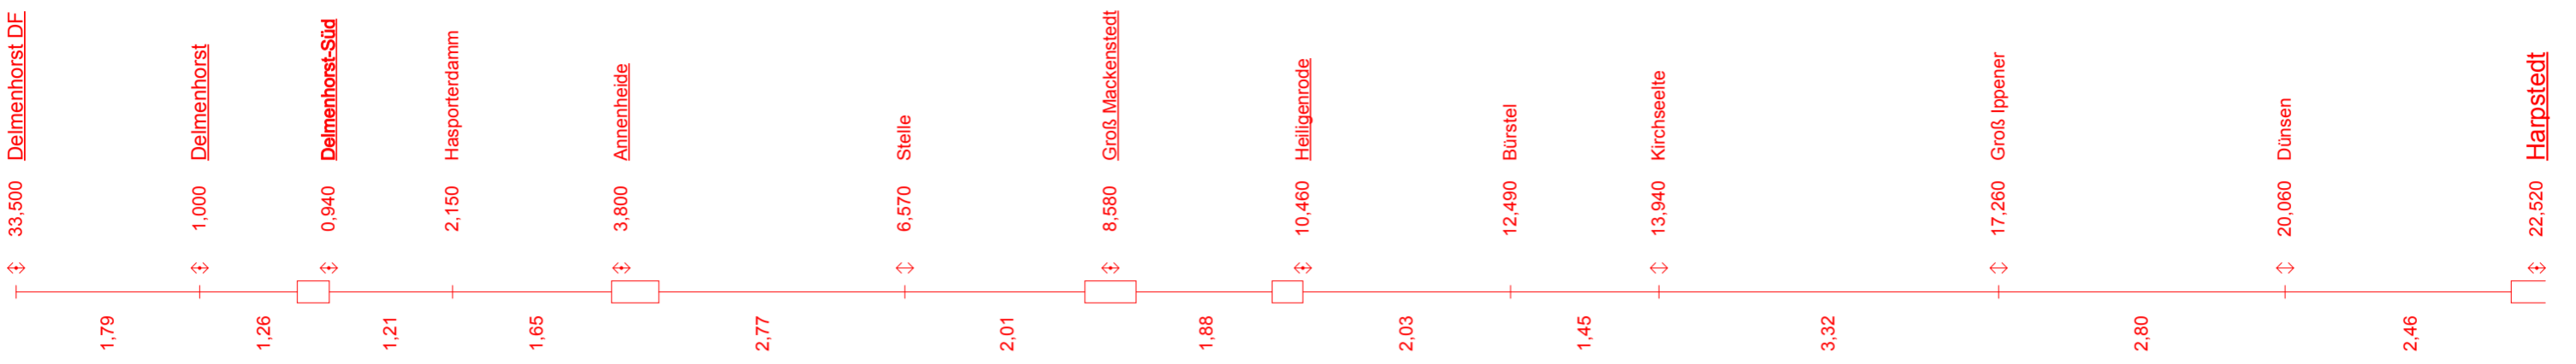 Delmenhorst DF
Delmenhorst
Delmenhorst-Süd
Hasporterdamm
Annenheide
Stelle
Groß Mackenstedt
Heiligenrode
Bürstel
Kirchseelte
Groß Ippener
Dünsen
Harpstedt
33,500
1,000
0,940
2,150
3,800
6,570
8,580
10,460
12,490
13,940
17,260
20,060
22,520
1,79
1,26
1,21
1,65
2,77
2,01
1,88
2,03
1,45
3,32
2,80
2,46